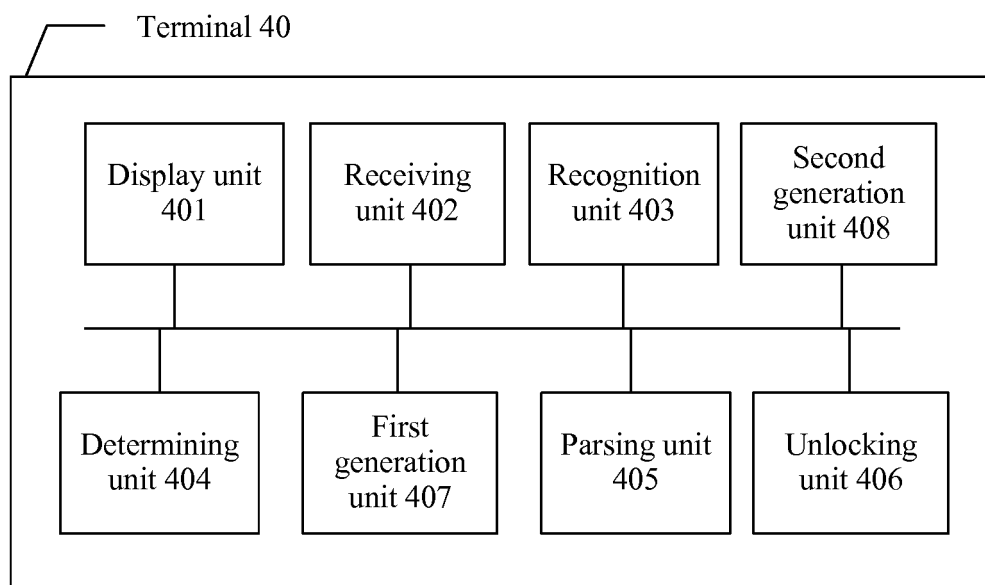 Terminal 40
Display unit
401
Receiving
unit 402
Recognition
unit 403
Second
generation
unit 408
Determining
unit 404
First
generation
unit 407
Parsing unit
405
Unlocking
unit 406